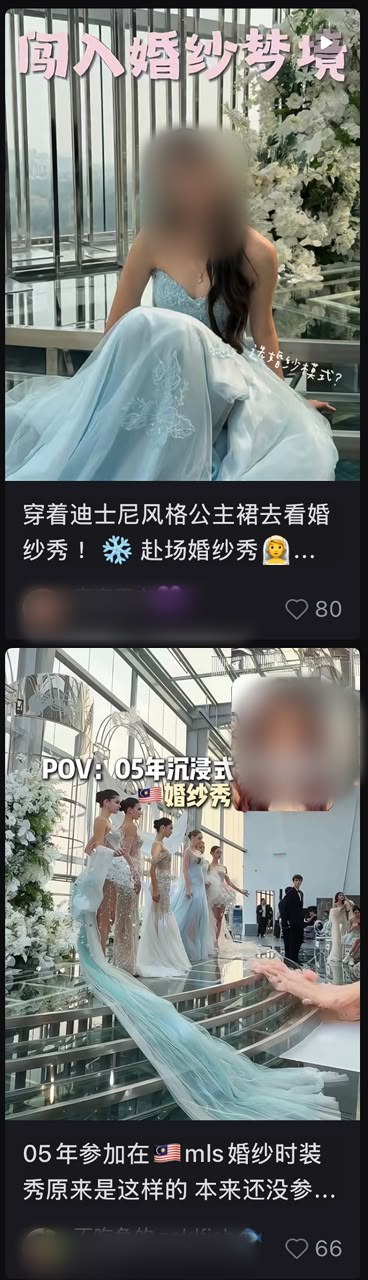 闯入婚纱梦境
选婚纱模式?
穿着迪士尼风格公主裙去看婚
纱秀！❄️ 赴场婚纱秀👰‍♀️...
80
POV：05年沉浸式
🇲🇾婚纱秀
05年参加在🇲🇾mls婚纱时装
秀原来是这样的 本来还没参...
66